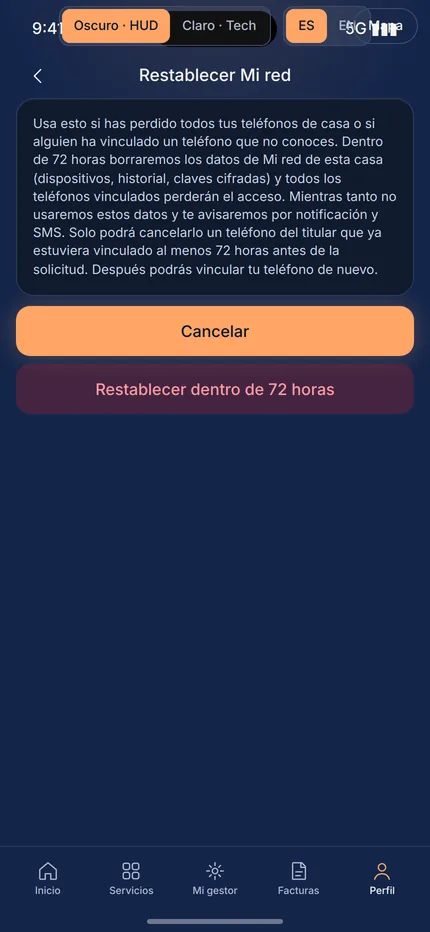 9:41
Oscuro · HUD
Claro · Tech
ES
5G
Restablecer Mi red
Usa esto si has perdido todos tus teléfonos de casa o si
alguien ha vinculado un teléfono que no conoces. Dentro
de 72 horas borraremos los datos de Mi red de esta casa
(dispositivos, historial, claves cifradas) y todos los
teléfonos vinculados perderán el acceso. Mientras tanto no
usaremos estos datos y te avisaremos por notificación y
SMS. Solo podrá cancelarlo un teléfono del titular que ya
estuviera vinculado al menos 72 horas antes de la
solicitud. Después podrás vincular tu teléfono de nuevo.
Cancelar
Restablecer dentro de 72 horas
Inicio
Servicios
Mi gestor
Facturas
Perfil